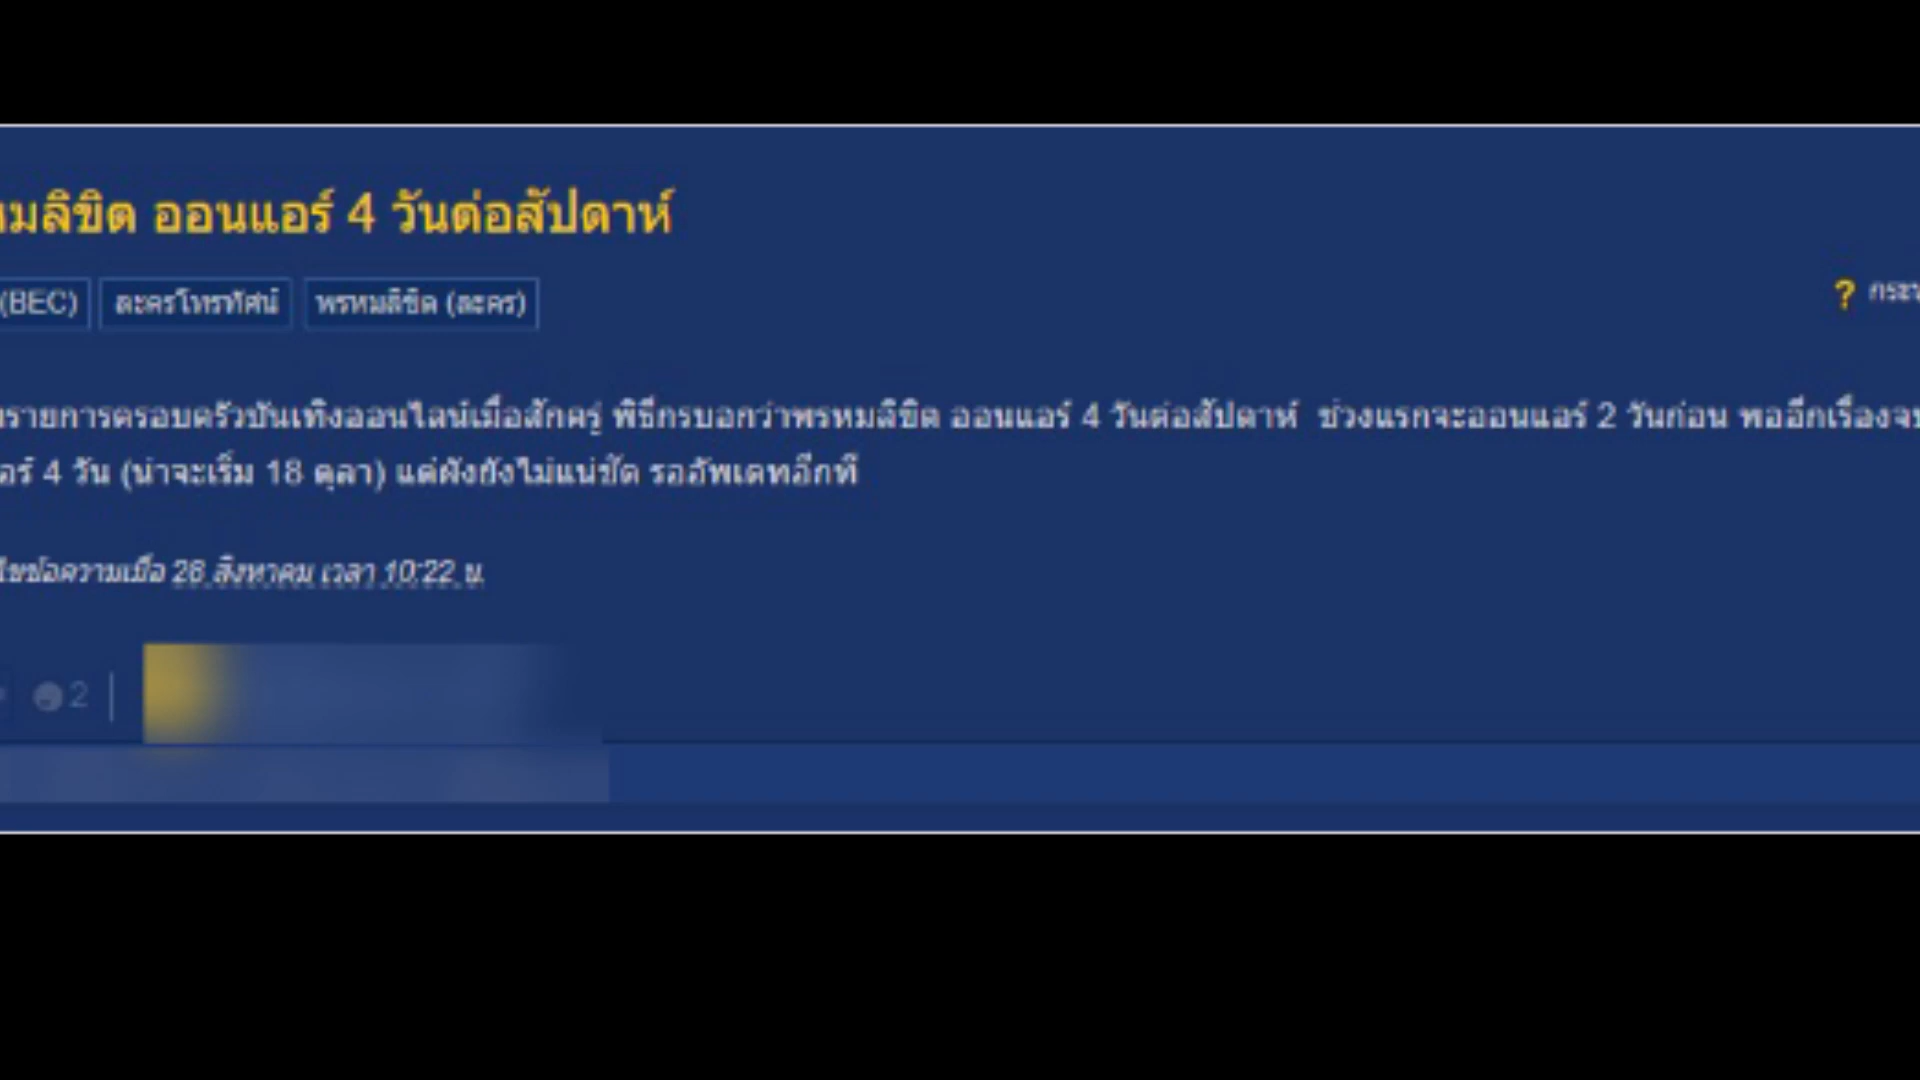 หมลิขิต ออนแอร์ 4 วันต่อสัปดาห์
(BEC) ละครโทรทัศน์ พรหมลิขิต (ละคร)
? กระท
รายการครอบครัวบันเทิงออนไลน์เมื่อสักครู่ พิธีกรบอกว่าพรหมลิขิต ออนแอร์ 4 วันต่อสัปดาห์ ช่วงแรกจะออนแอร์ 2 วันก่อน พออีกเรื่องจบ
อร์ 4 วัน (น่าจะเริ่ม 18 ตุลา) แต่ผังยังไม่แน่ชัด รออัพเดทอีกที
ไขข้อความเมื่อ 26 สิงหาคม เวลา 10:22 น.
2